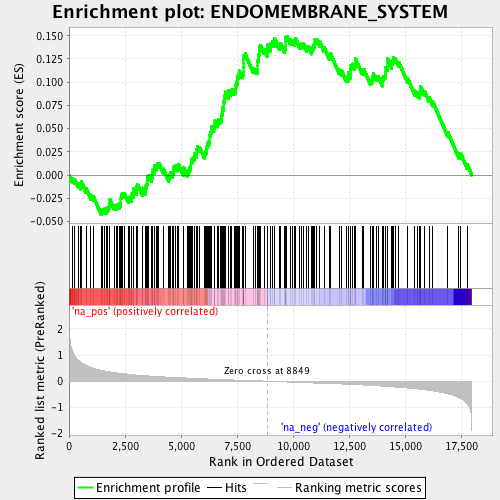 Enrichment plot: ENDOMEMBRANE_SYSTEM
Enrichment score (ES)
0.150
0.125
0.100
0.075
0.050
0.025
0.000
-0.025
-0.050
'na_pos' (positively correlated)
Ranked list metric (PreRanked)
2
1
0
-1
-2
Zero cross at 8849
'na_neg' (negatively correlated)
0
2,500
5,000
7,500
10,000
12,500
15,000
17,500
Rank in Ordered Dataset
Enrichment profile
Hits
Ranking metric scores